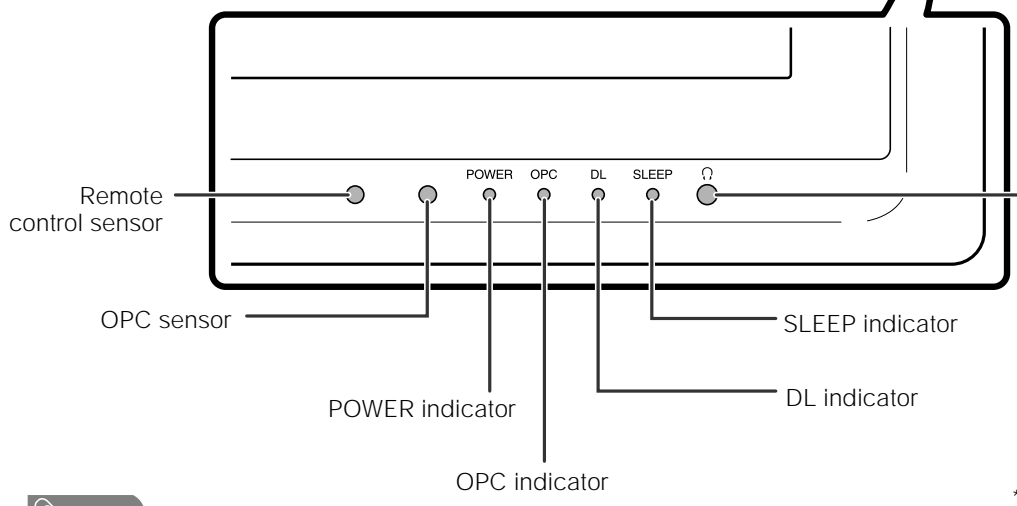 POWER OPC DL SLEEP
Remote
control sensor
OPC sensor
SLEEP indicator
DL indicator
POWER indicator
OPC indicator
*